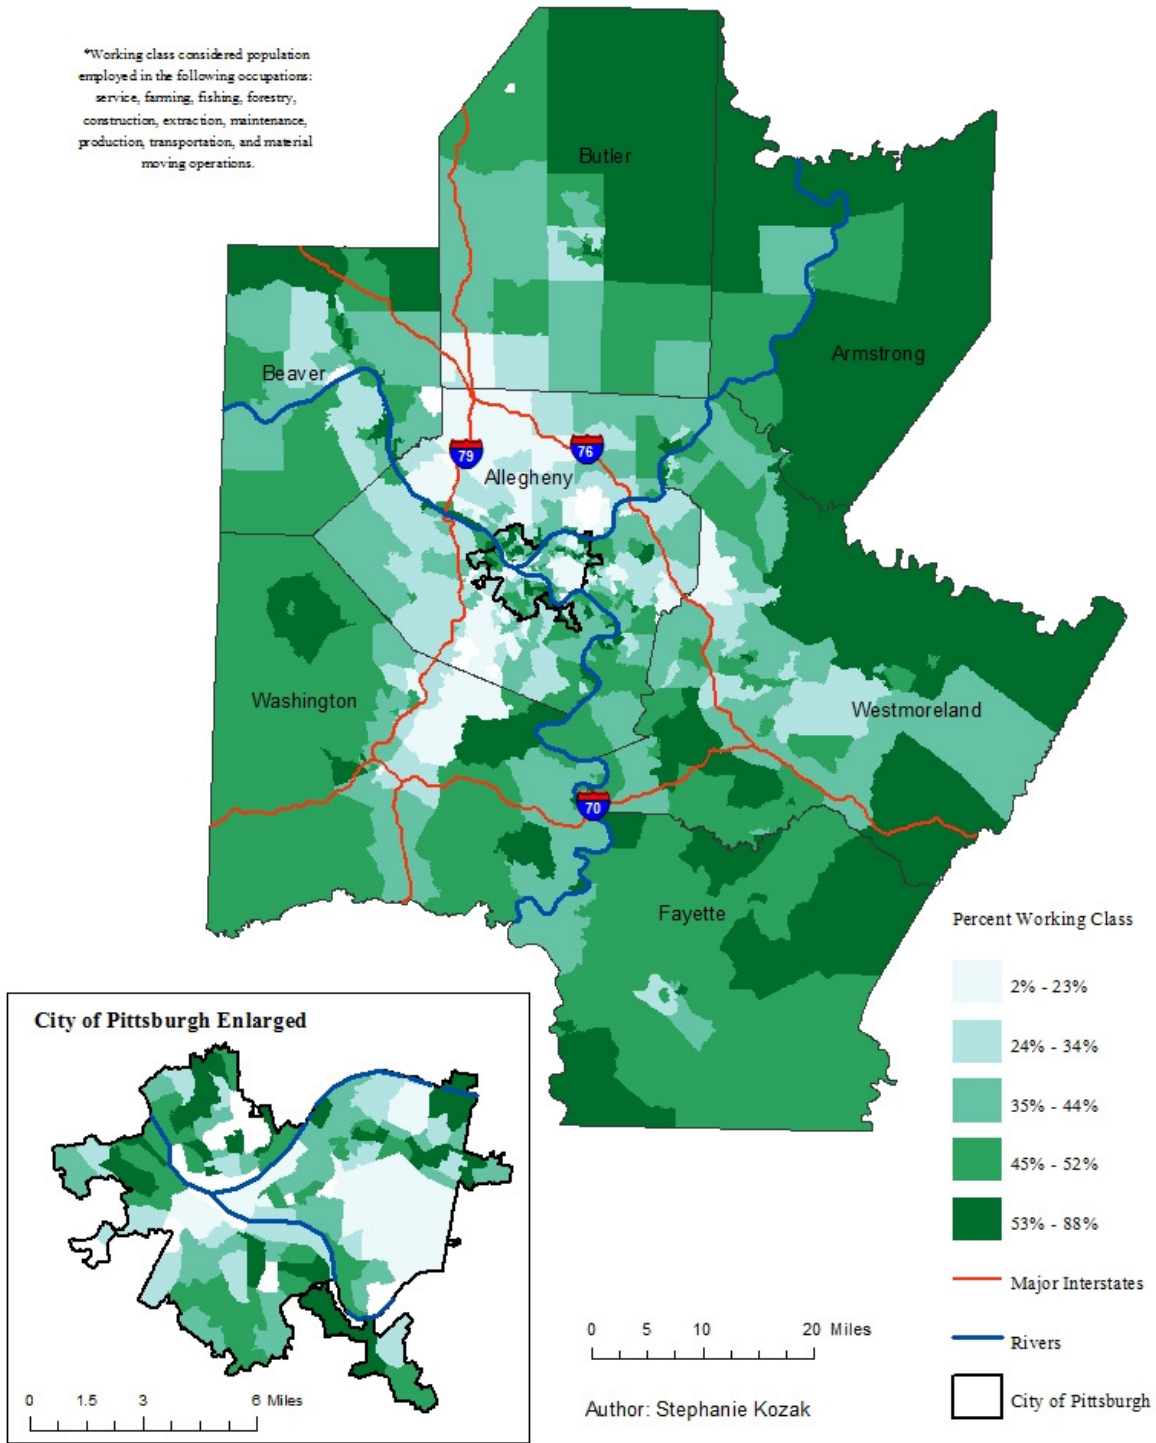 *Working class considered population
employed in the following occupations:
service, farming, fishing, forestry,
construction, extraction, maintenance,
production, transportation, and material
moving operations.
Butler
Armstrong
Beaver
79
76
Allegheny
Washington
Westmoreland
70
Fayette
Percent Working Class
2% - 23%
24% - 34%
35% - 44%
45% - 52%
53% - 88%
Major Interstates
Rivers
City of Pittsburgh
City of Pittsburgh Enlarged
0 1.5 3 6 Miles
0 5 10 20 Miles
Author: Stephanie Kozak